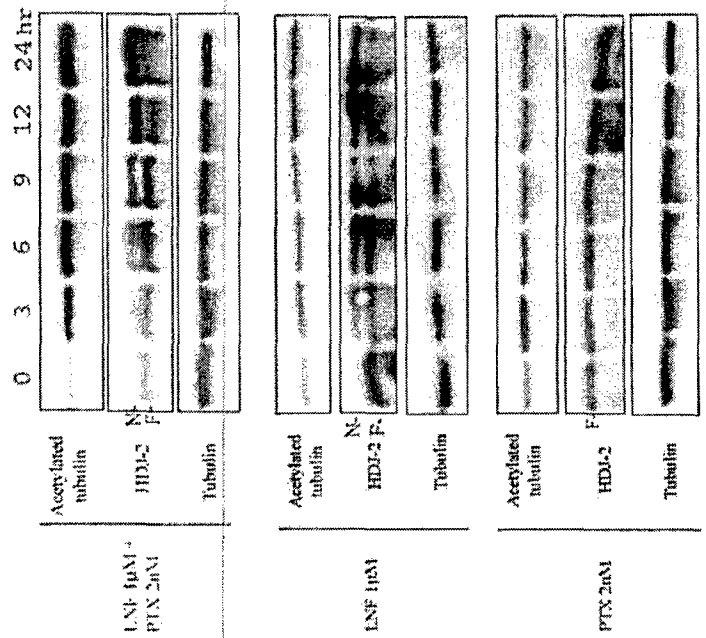 0 3 6 9 12 24 hr
LNF 1µM +
PTX 2nM
Acetylated
tubulin
N-
HDJ-2
F-
Tubulin
LNF 1µM
Acetylated
tubulin
N-
HDJ-2
F-
Tubulin
PTX 2nM
Acetylated
tubulin
F-
HDJ-2
Tubulin